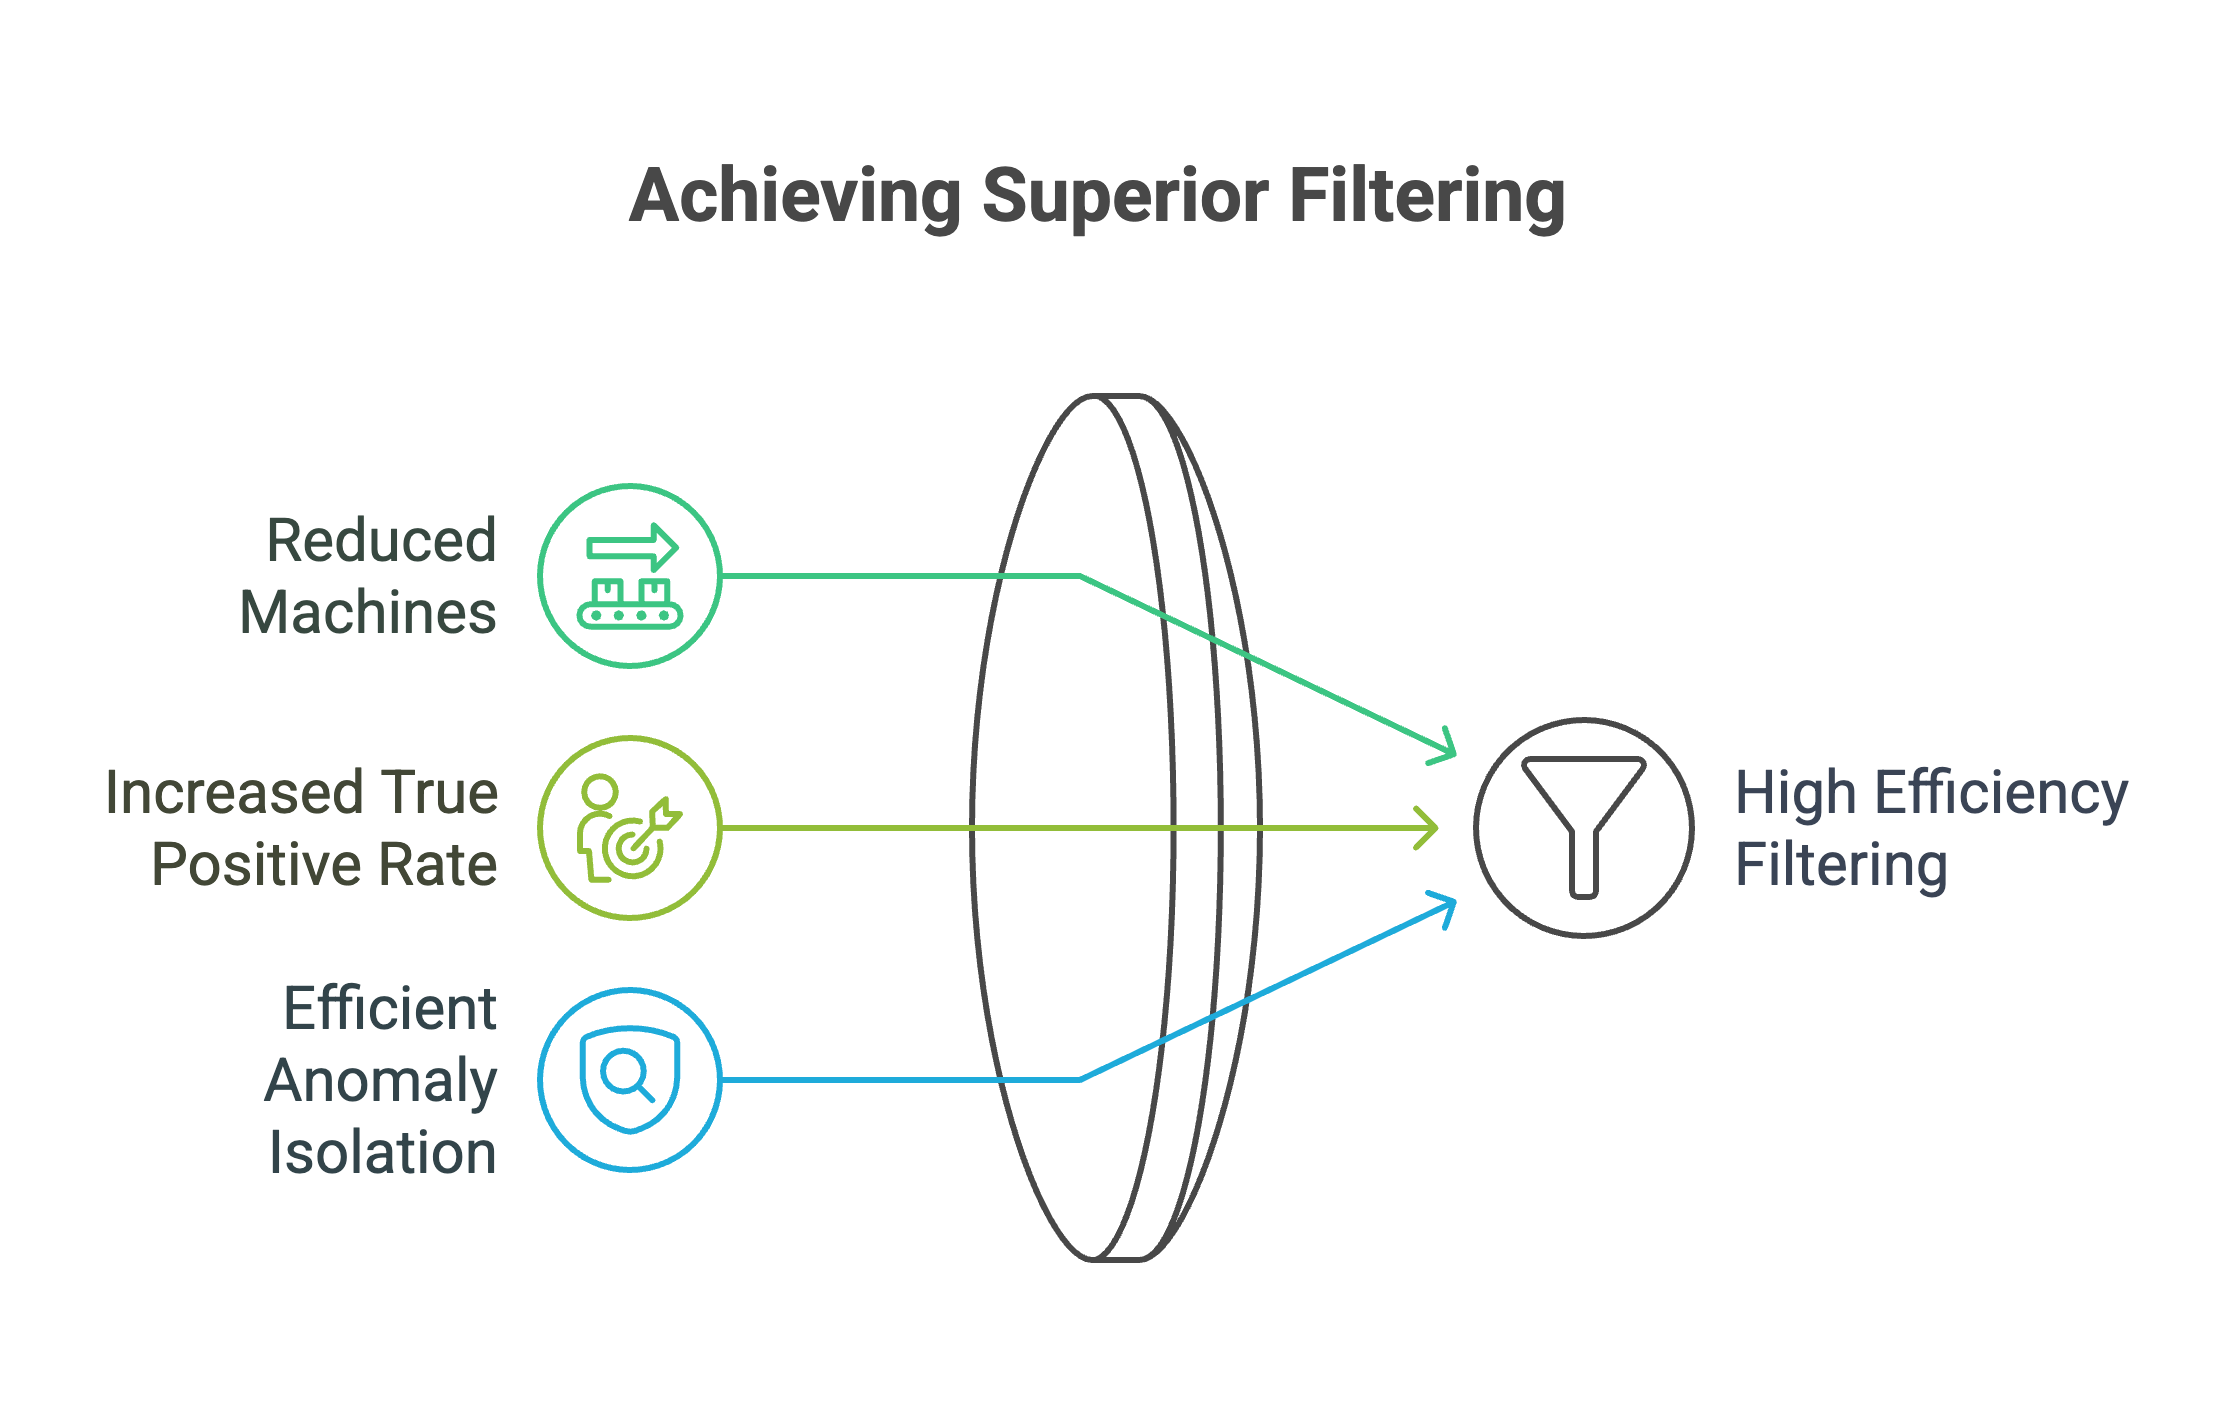 Achieving Superior Filtering
Reduced
Machines
Increased True
Positive Rate
Efficient
Anomaly
Isolation
High Efficiency
Filtering